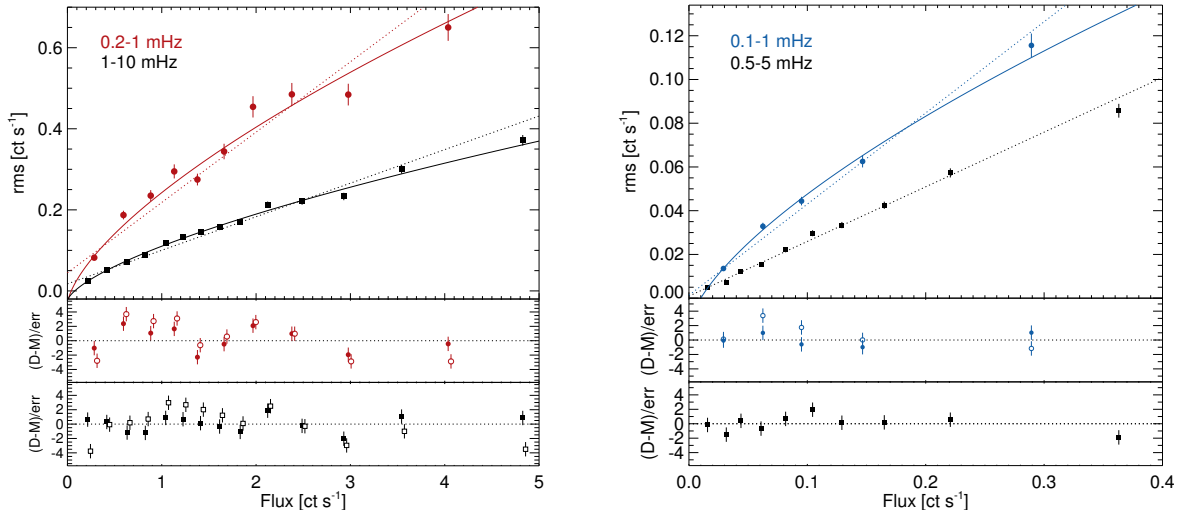 0.2-1 mHz
1-10 mHz
rms [ct s⁻¹]
0.6
0.4
0.2
0.0
(D-M)/err
4
2
0
-2
(D-M)/err
4
2
0
-2
-4
0 1 2 3 4 5
Flux [ct s⁻¹]
0.1-1 mHz
0.5-5 mHz
rms [ct s⁻¹]
0.12
0.10
0.08
0.06
0.04
0.02
0.00
(D-M)/err
4
2
0
-2
-4
(D-M)/err
4
2
0
-2
-4
0.0 0.1 0.2 0.3 0.4
Flux [ct s⁻¹]